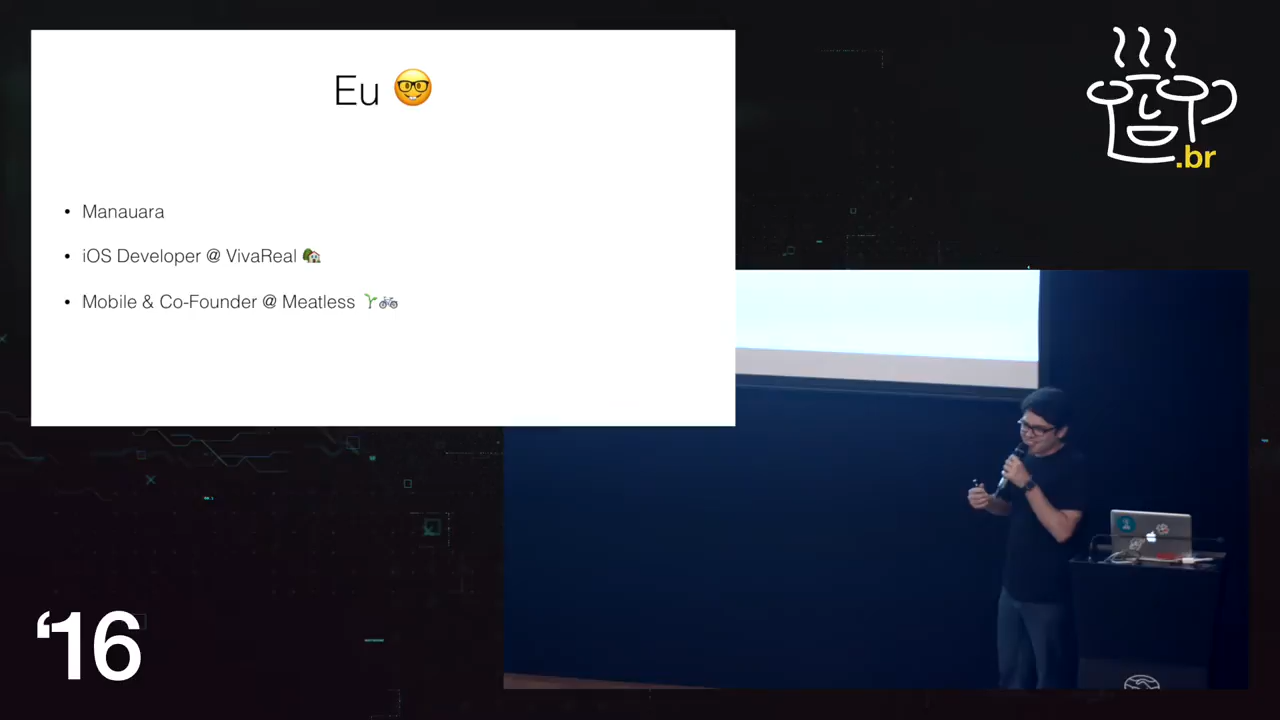 Eu 🤓
• Manauara
• iOS Developer @ VivaReal 🏡
• Mobile & Co-Founder @ Meatless 🌱🚲
.br
‘16